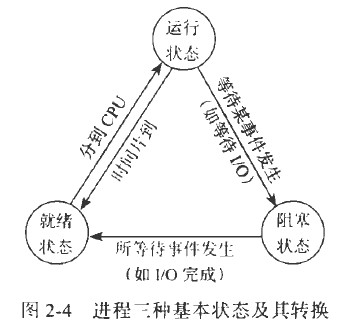 运行
状态
分到 CPU
时间片到
等待某事件发生
(如等待 I/O)
就绪
状态
阻塞
状态
所等待事件发生
(如 I/O 完成)
图 2-4 进程三种基本状态及其转换